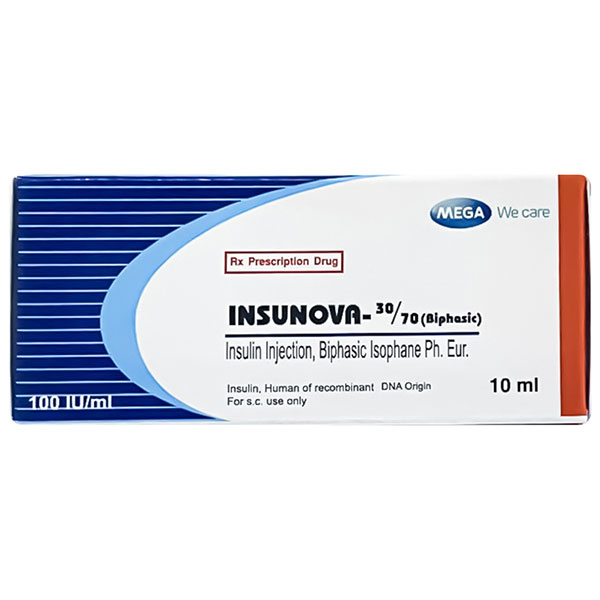 MEGA We care
Rx Prescription Drug
INSUNOVA-30/70 (Biphasic)
Insulin Injection, Biphasic Isophane Ph. Eur.
Insulin, Human of recombinant DNA Origin
For s.c. use only
10 ml
100 IU/ml